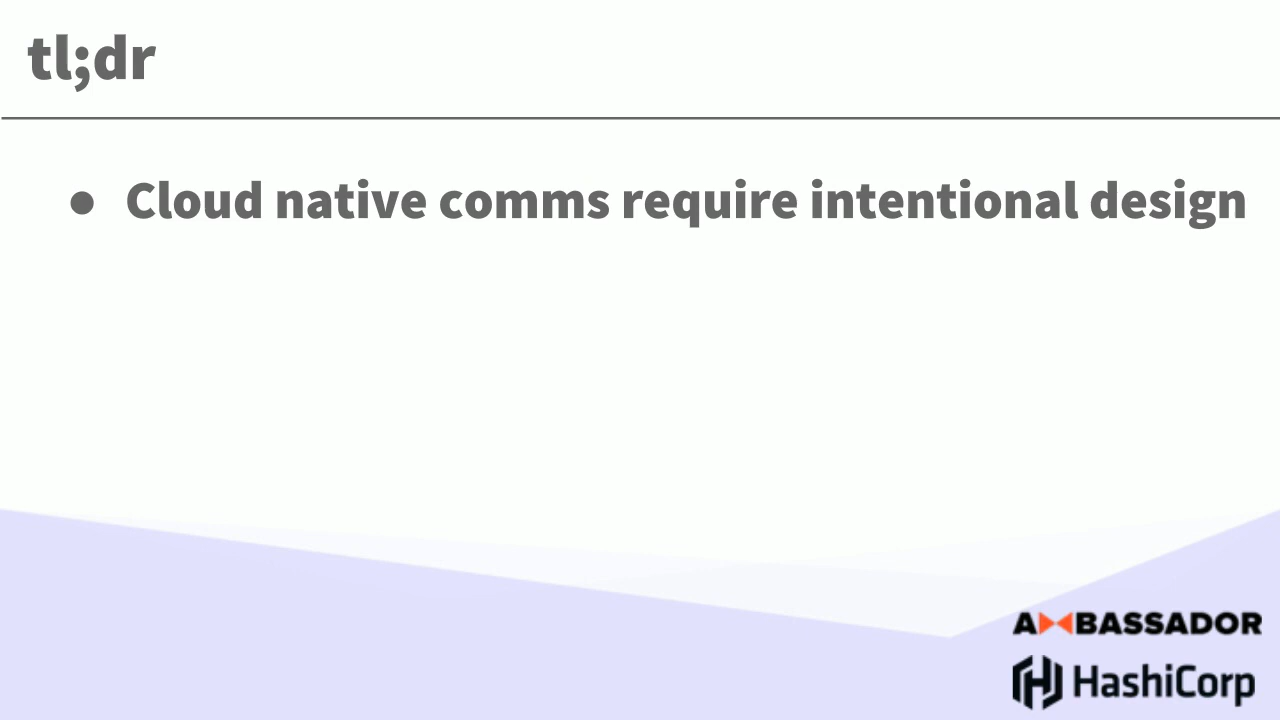 tl;dr
● Cloud native comms require intentional design
AMBASSADOR
HashiCorp